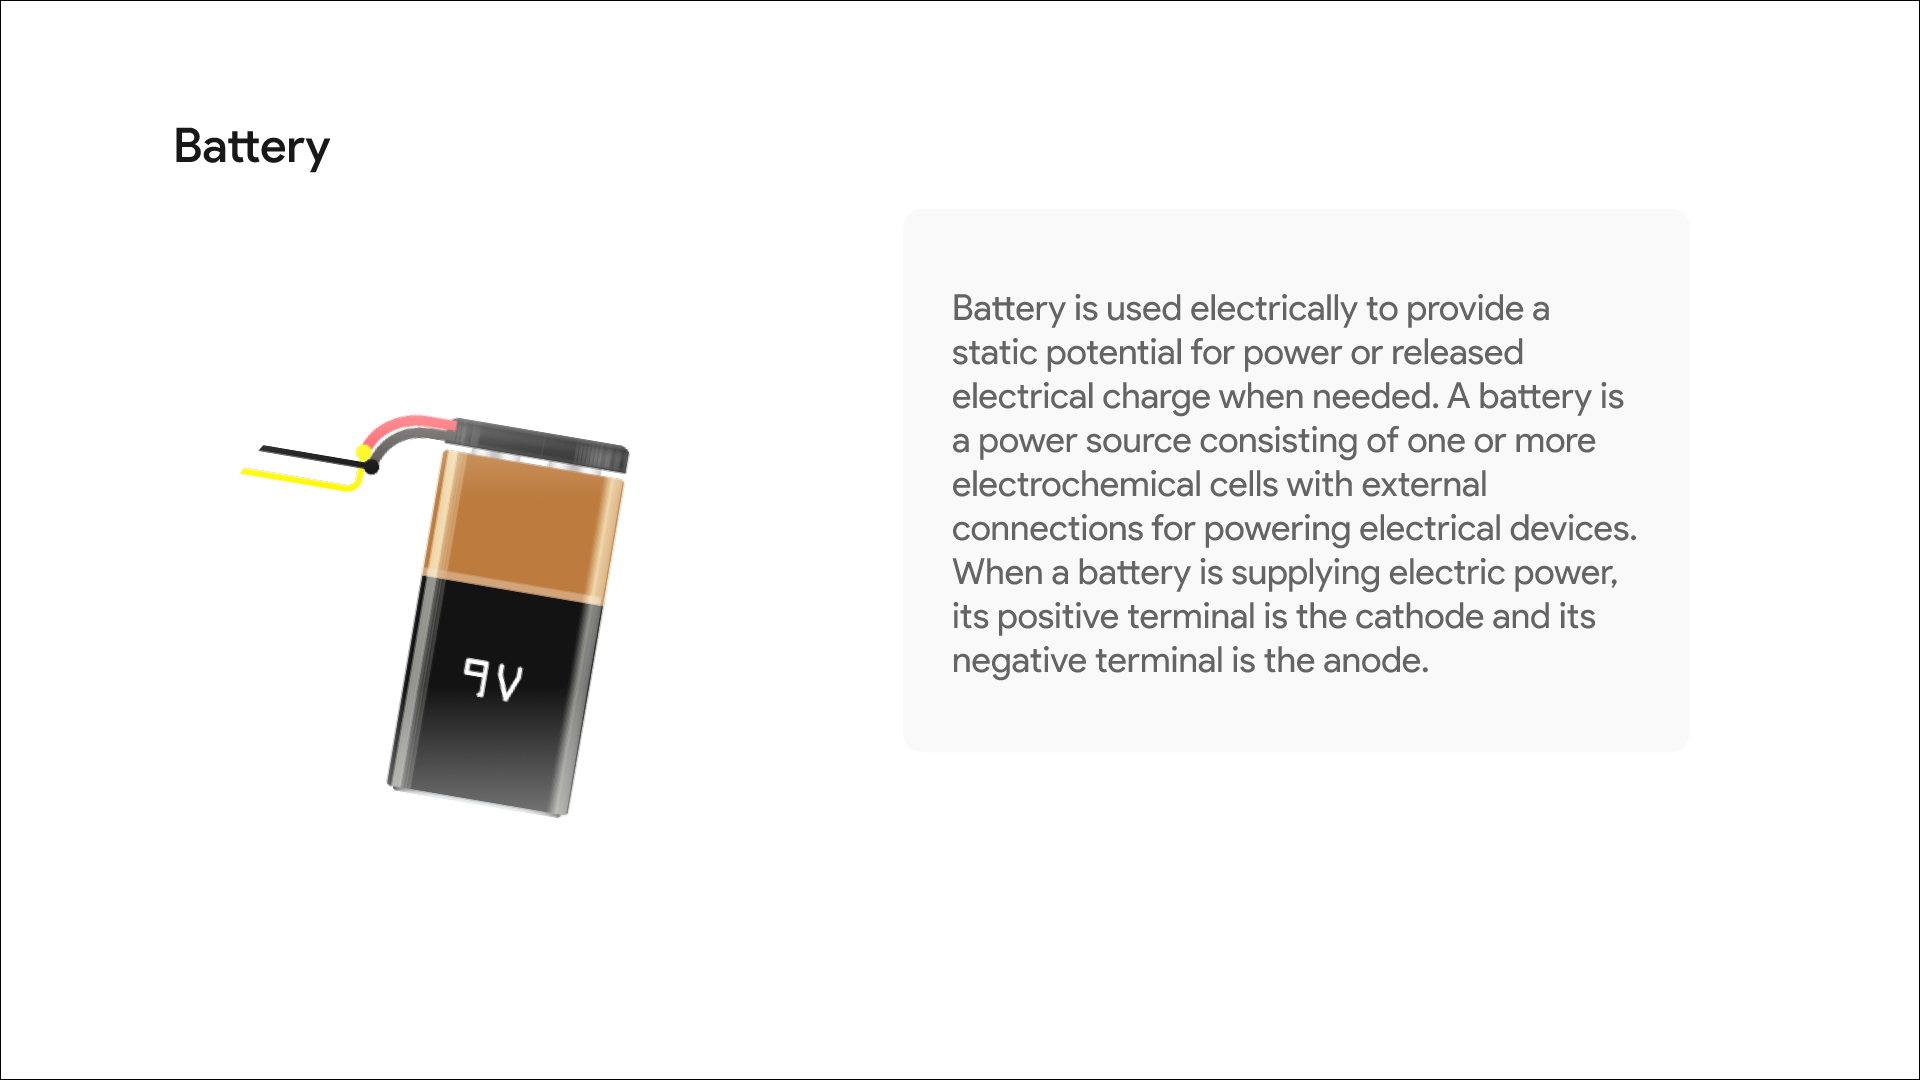 Battery
Battery is used electrically to provide a
static potential for power or released
electrical charge when needed. A battery is
a power source consisting of one or more
electrochemical cells with external
connections for powering electrical devices.
When a battery is supplying electric power,
its positive terminal is the cathode and its
negative terminal is the anode.
9V